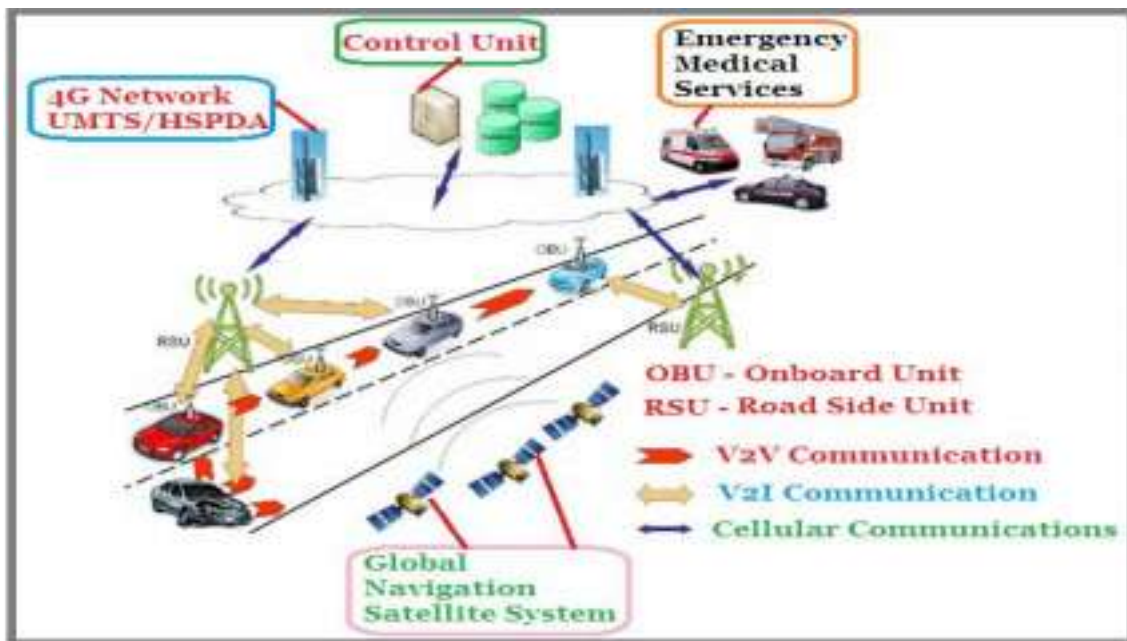 Control Unit
Emergency
Medical
Services
4G Network
UMTS/HSPDA
OBU
OBU
RSU
OBU
RSU
OBU - Onboard Unit
RSU - Road Side Unit
V2V Communication
V2I Communication
Cellular Communications
Global
Navigation
Satellite System